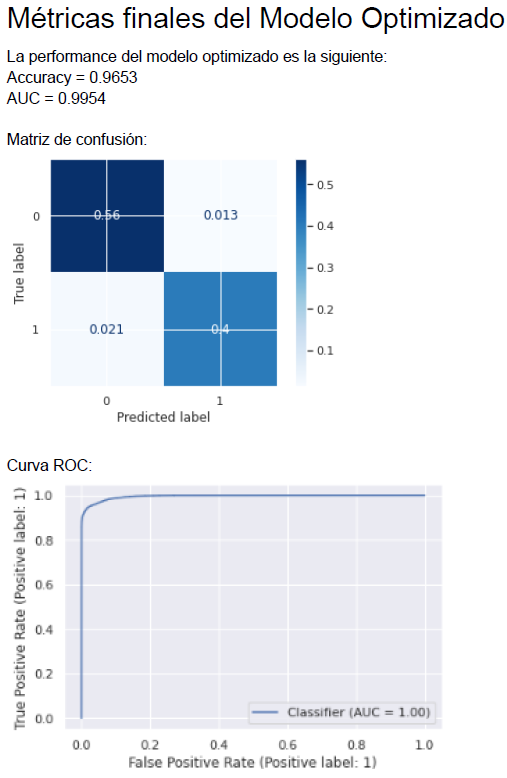 Métricas finales del Modelo Optimizado
La performance del modelo optimizado es la siguiente:
Accuracy = 0.9653
AUC = 0.9954
Matriz de confusión:
True label
0
0.56
0.013
1
0.021
0.4
0
1
Predicted label
0.5
0.4
0.3
0.2
0.1
Curva ROC:
True Positive Rate (Positive label: 1)
1.0
0.8
0.6
0.4
0.2
0.0
Classifier (AUC = 1.00)
0.0
0.2
0.4
0.6
0.8
1.0
False Positive Rate (Positive label: 1)